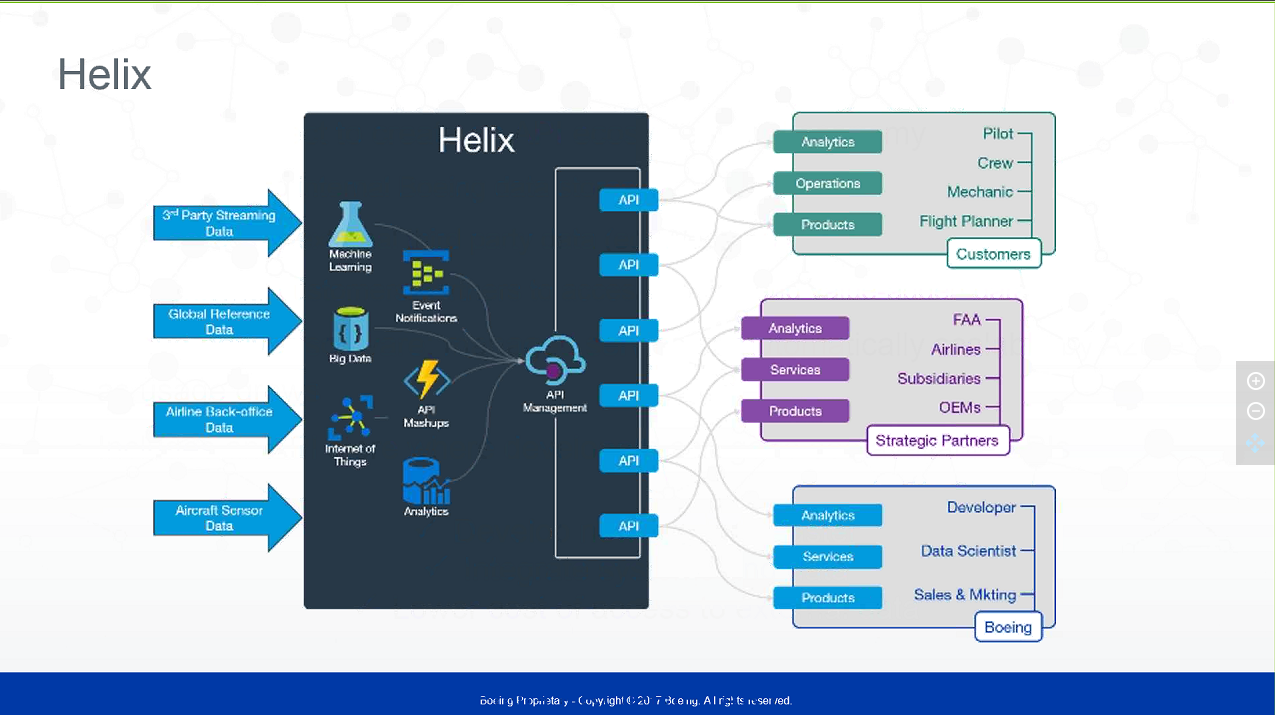 Helix
Helix
3rd Party Streaming
Data
Global Reference
Data
Airline Back-office
Data
Aircraft Sensor
Data
Machine
Learning
Event
Notifications
Big Data
API
Mashups
Internet of
Things
Analytics
API
Management
API
API
API
API
API
API
Analytics
Operations
Products
Pilot
Crew
Mechanic
Flight Planner
Customers
Analytics
Services
Products
FAA
Airlines
Subsidiaries
OEMs
Strategic Partners
Analytics
Services
Products
Developer
Data Scientist
Sales & Mkting
Boeing
Boeing Proprietary - Copyright © 2017 Boeing. All rights reserved.